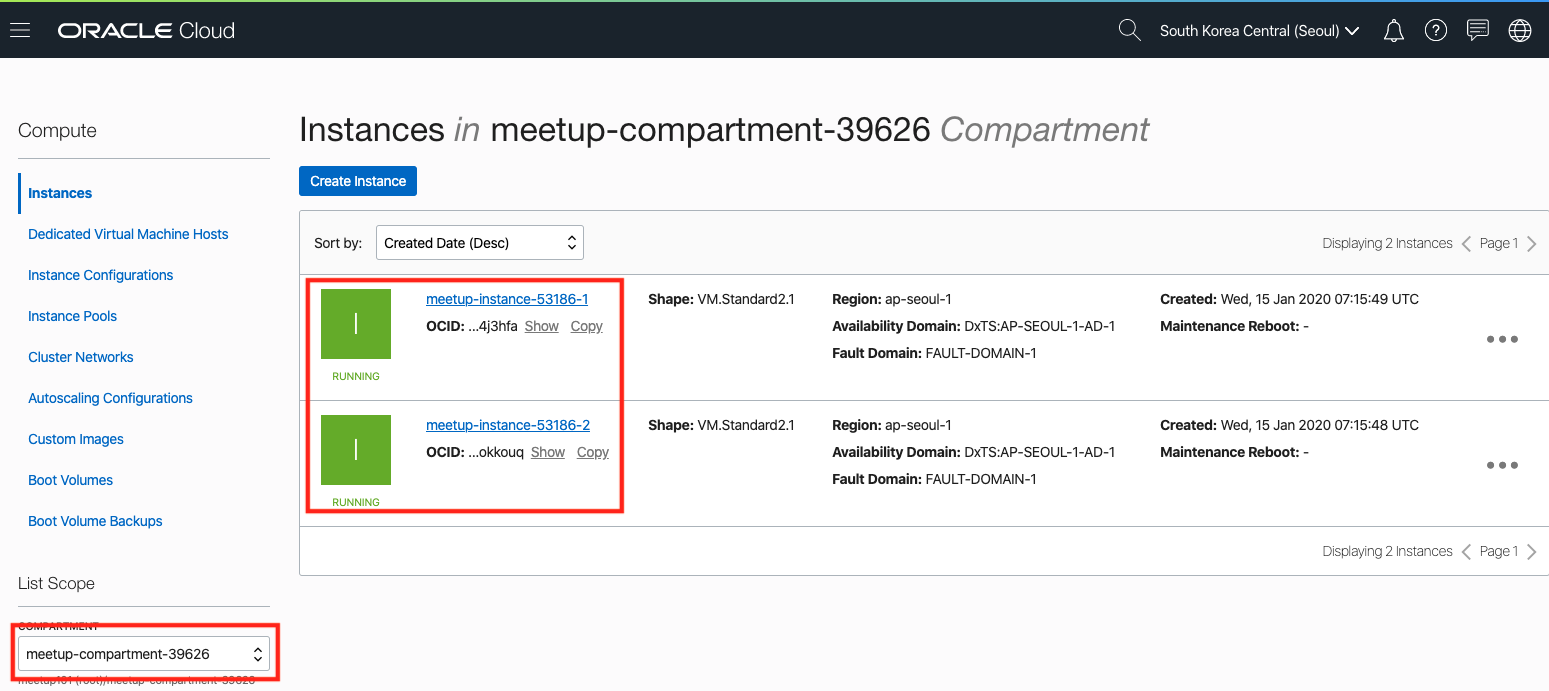 ORACLE Cloud
South Korea Central (Seoul)
Compute
Instances
Dedicated Virtual Machine Hosts
Instance Configurations
Instance Pools
Cluster Networks
Autoscaling Configurations
Custom Images
Boot Volumes
Boot Volume Backups
List Scope
COMPARTMENT
meetup-compartment-39626
meetup101 (root)/meetup-compartment-39626
Instances in meetup-compartment-39626 Compartment
Create Instance
Sort by: Created Date (Desc)
Displaying 2 Instances Page 1
meetup-instance-53186-1 Shape: VM.Standard2.1 Region: ap-seoul-1 Created: Wed, 15 Jan 2020 07:15:49 UTC
OCID: ...4j3hfa Show Copy Availability Domain: DxTS:AP-SEOUL-1-AD-1 Maintenance Reboot: -
Fault Domain: FAULT-DOMAIN-1
RUNNING
meetup-instance-53186-2 Shape: VM.Standard2.1 Region: ap-seoul-1 Created: Wed, 15 Jan 2020 07:15:48 UTC
OCID: ...okkouq Show Copy Availability Domain: DxTS:AP-SEOUL-1-AD-1 Maintenance Reboot: -
Fault Domain: FAULT-DOMAIN-1
RUNNING
Displaying 2 Instances Page 1